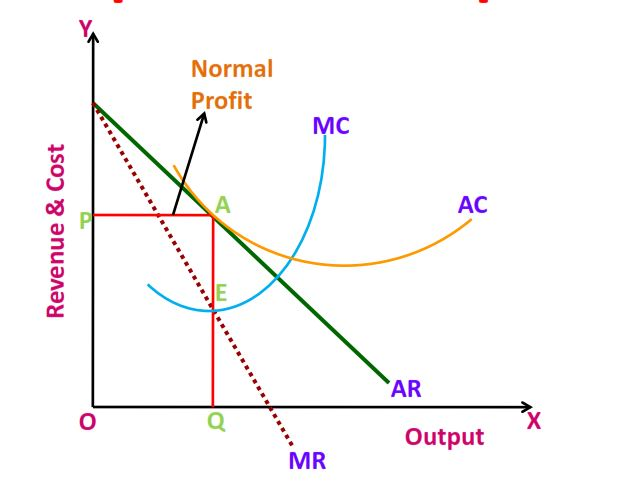 Y
Normal
Profit
MC
Revenue & Cost
P
A
AC
E
AR
O
Q
Output
X
MR